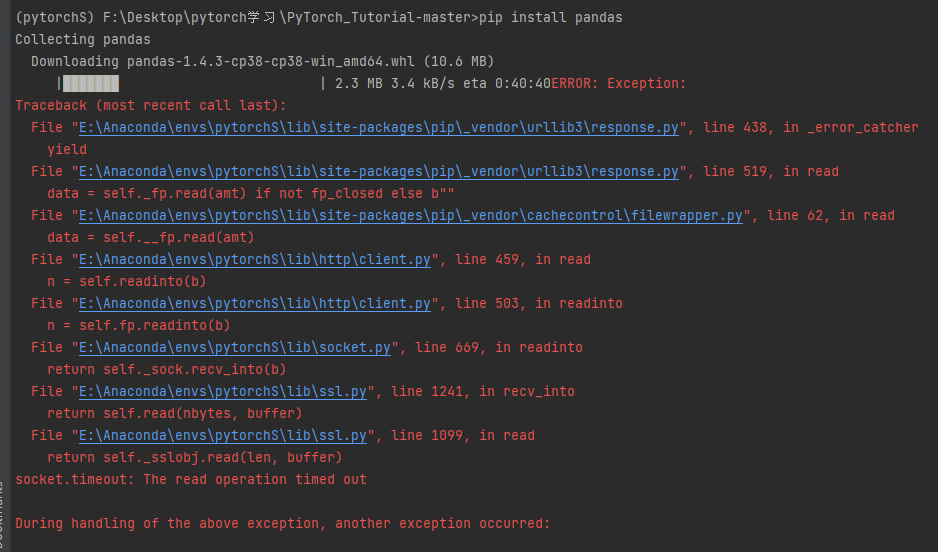 (pytorchS) F:\Desktop\pytorch学习\PyTorch_Tutorial-master>pip install pandas
Collecting pandas
  Downloading pandas-1.4.3-cp38-cp38-win_amd64.whl (10.6 MB)
     |███████                         | 2.3 MB 3.4 kB/s eta 0:40:40ERROR: Exception:
Traceback (most recent call last):
  File "E:\Anaconda\envs\pytorchS\lib\site-packages\pip\_vendor\urllib3\response.py", line 438, in _error_catcher
    yield
  File "E:\Anaconda\envs\pytorchS\lib\site-packages\pip\_vendor\urllib3\response.py", line 519, in read
    data = self._fp.read(amt) if not fp_closed else b""
  File "E:\Anaconda\envs\pytorchS\lib\site-packages\pip\_vendor\cachecontrol\filewrapper.py", line 62, in read
    data = self.__fp.read(amt)
  File "E:\Anaconda\envs\pytorchS\lib\http\client.py", line 459, in read
    n = self.readinto(b)
  File "E:\Anaconda\envs\pytorchS\lib\http\client.py", line 503, in readinto
    n = self.fp.readinto(b)
  File "E:\Anaconda\envs\pytorchS\lib\socket.py", line 669, in readinto
    return self._sock.recv_into(b)
  File "E:\Anaconda\envs\pytorchS\lib\ssl.py", line 1241, in recv_into
    return self.read(nbytes, buffer)
  File "E:\Anaconda\envs\pytorchS\lib\ssl.py", line 1099, in read
    return self._sslobj.read(len, buffer)
socket.timeout: The read operation timed out
During handling of the above exception, another exception occurred: